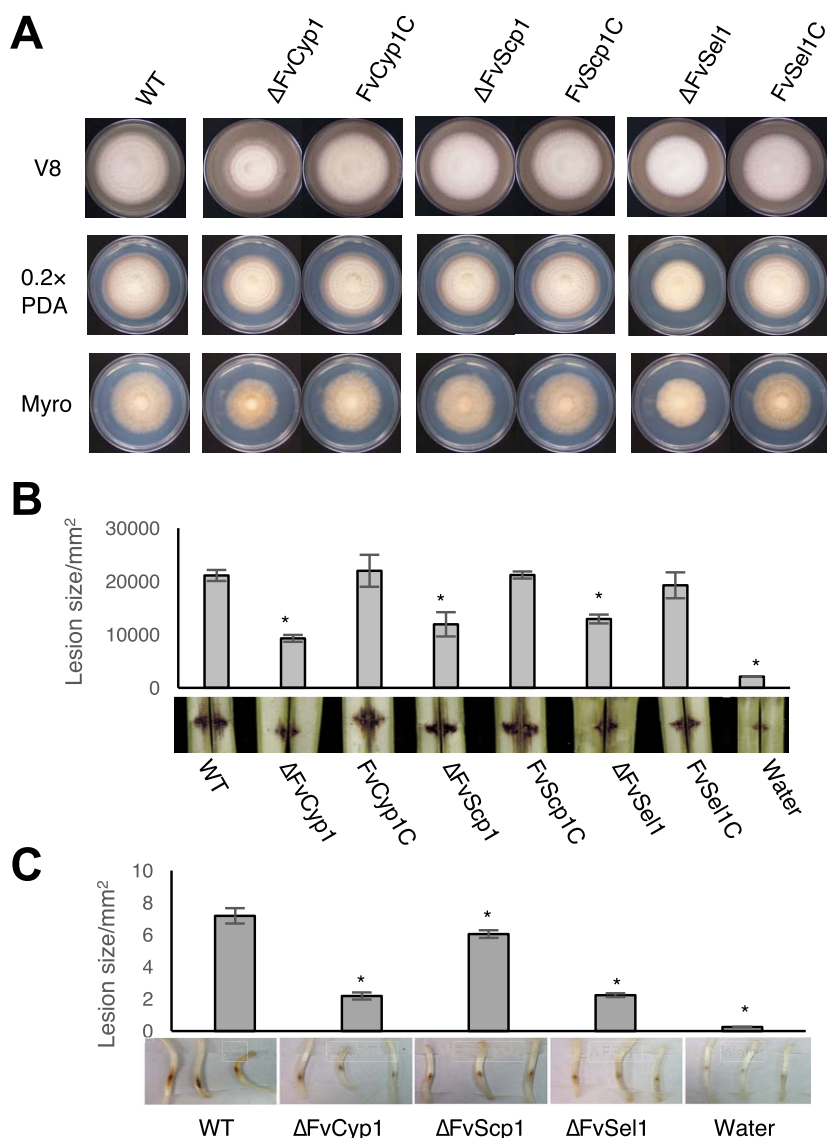 A
WT ΔFvCyp1 FvCyp1C ΔFvScp1 FvScp1C ΔFvSel1 FvSel1C
V8
0.2×
PDA
Myro
B
Lesion size/mm²
30000
20000
10000
0
* * * *
WT ΔFvCyp1 FvCyp1C ΔFvScp1 FvScp1C ΔFvSel1 FvSel1C Water
C
Lesion size/mm²
10
8
6
4
2
0
* * * *
WT ΔFvCyp1 ΔFvScp1 ΔFvSel1 Water